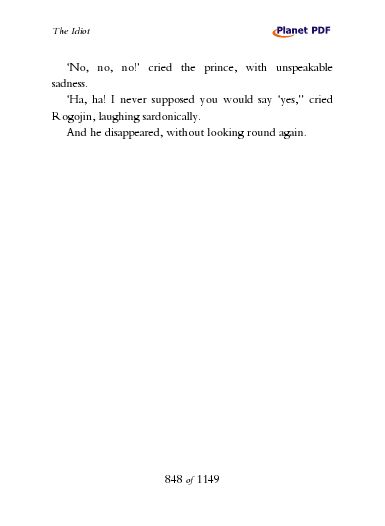 The Idiot
Planet PDF
‘No, no, no!’ cried the prince, with unspeakable
sadness.
‘Ha, ha! I never supposed you would say ‘yes,’’ cried
Rogojin, laughing sardonically.
And he disappeared, without looking round again.
848 of 1149